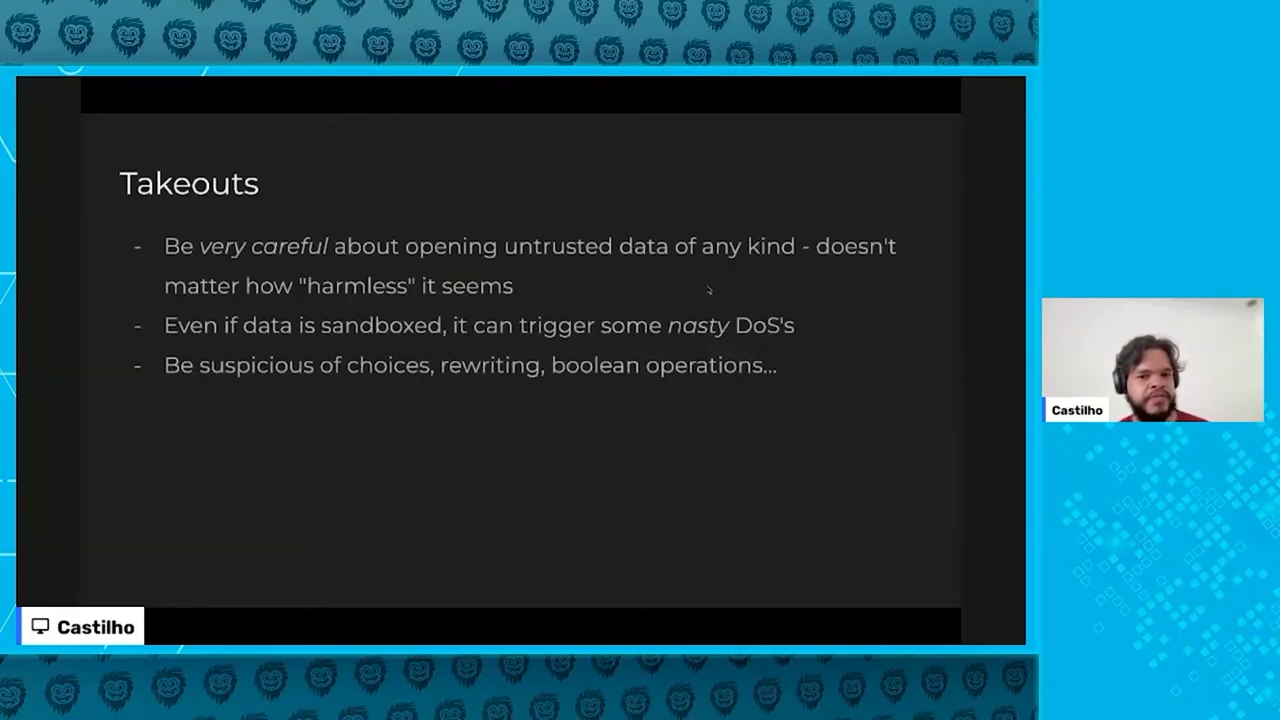 Takeouts
- Be very careful about opening untrusted data of any kind - doesn't
matter how "harmless" it seems
- Even if data is sandboxed, it can trigger some nasty DoS's
- Be suspicious of choices, rewriting, boolean operations...
Castilho
Castilho